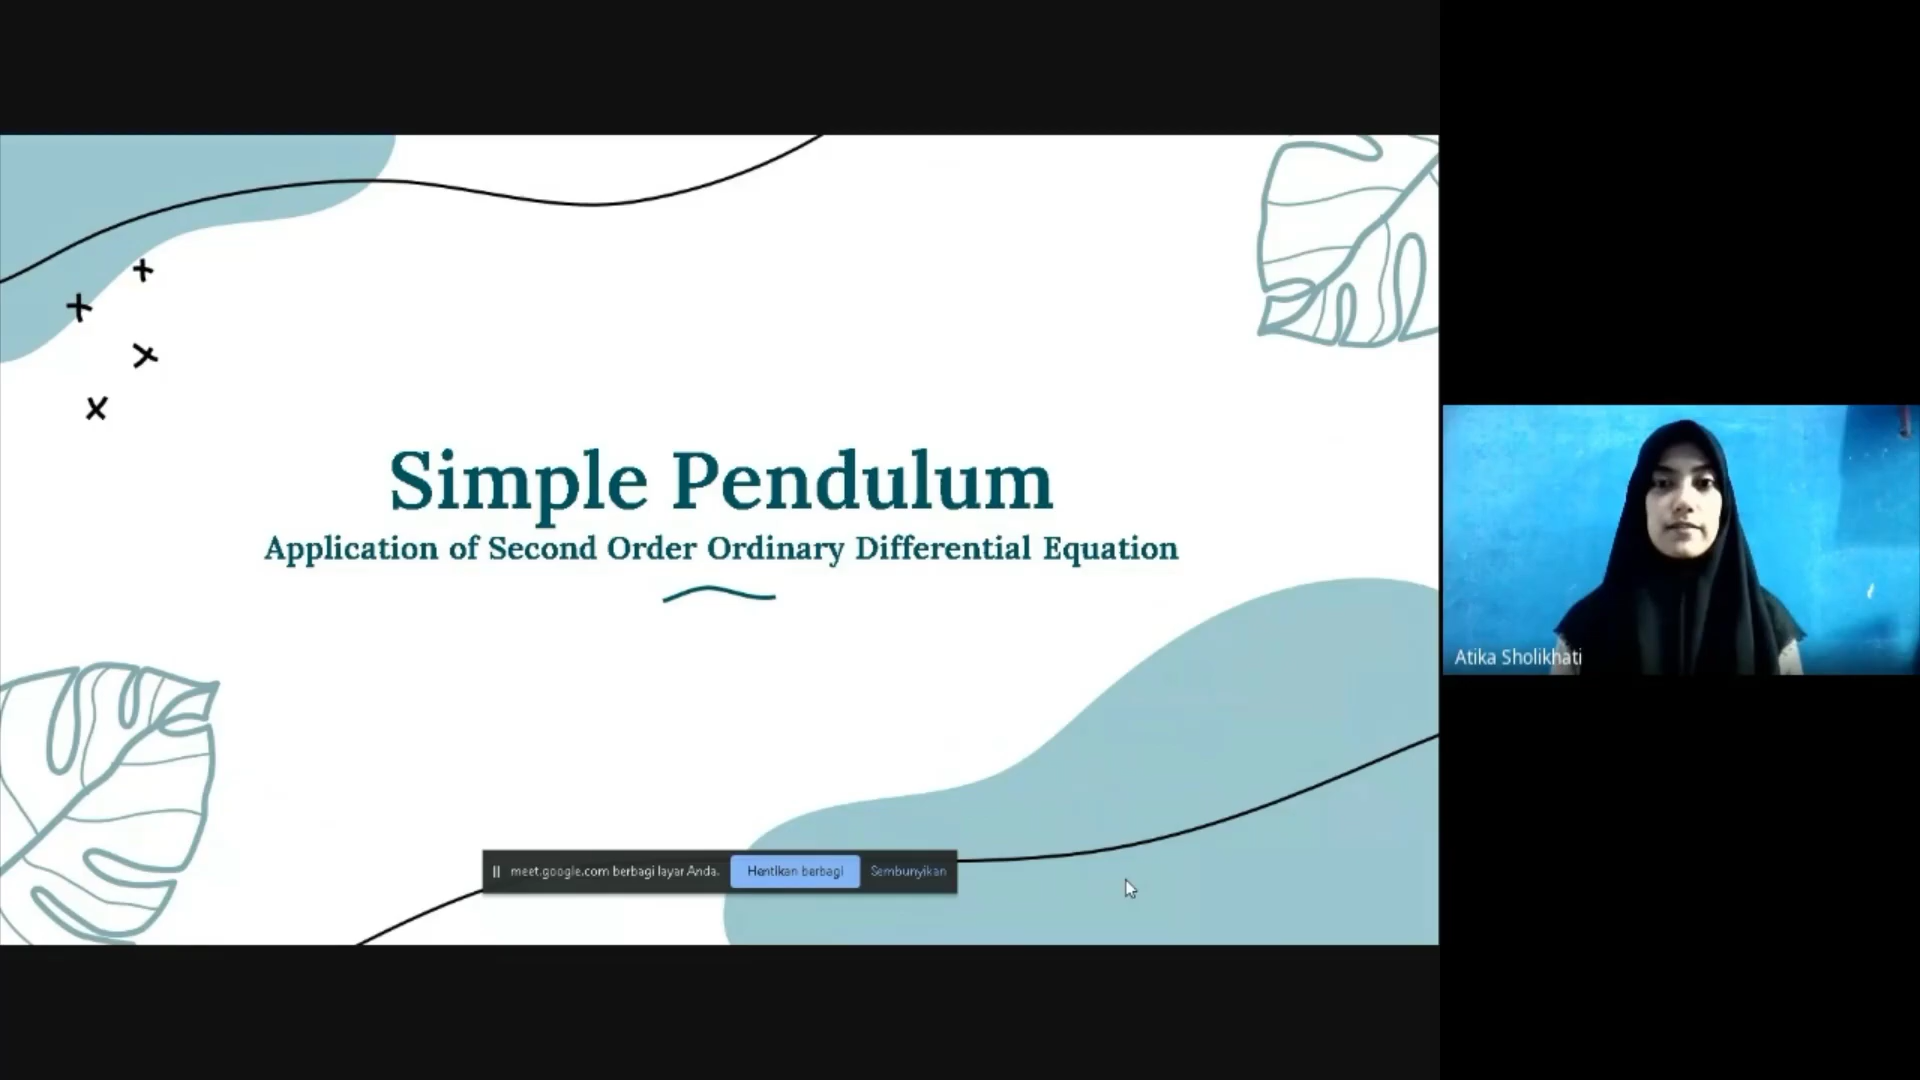 Simple Pendulum
Application of Second Order Ordinary Differential Equation
Atika Sholikhati
meet.google.com berbagi layar Anda. Hentikan berbagi Sembunyikan